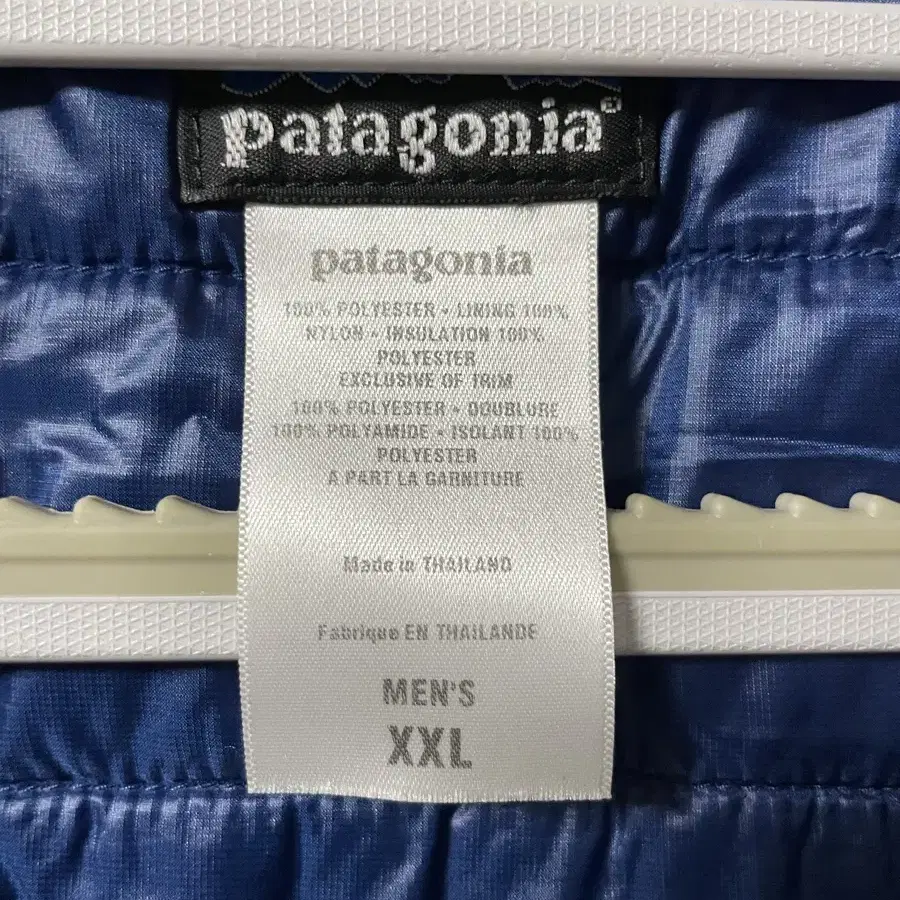 patagonia®
patagonia
100% POLYESTER • LINING 100%
NYLON • INSULATION 100%
POLYESTER
EXCLUSIVE OF TRIM
100% POLYESTER • DOUBLURE
100% POLYAMIDE • ISOLANT 100%
POLYESTER
A PART LA GARNITURE
Made in THAILAND
Fabrique EN THAILANDE
MEN'S
XXL